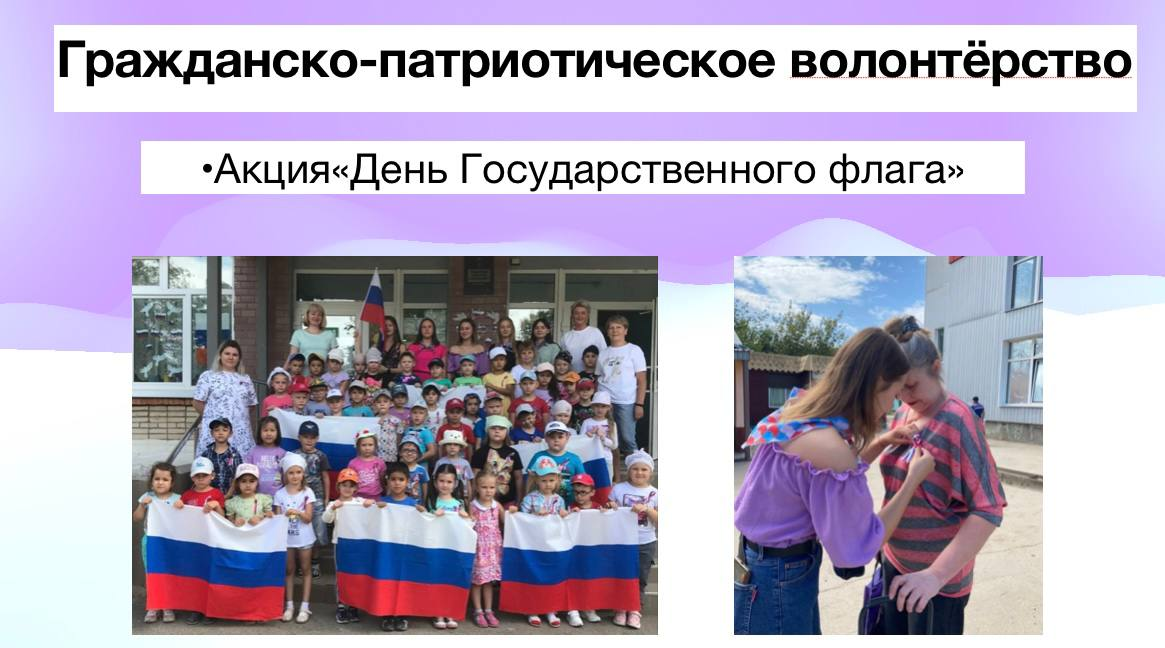 Гражданско-патриотическое волонтёрство
•Акция«День Государственного флага»